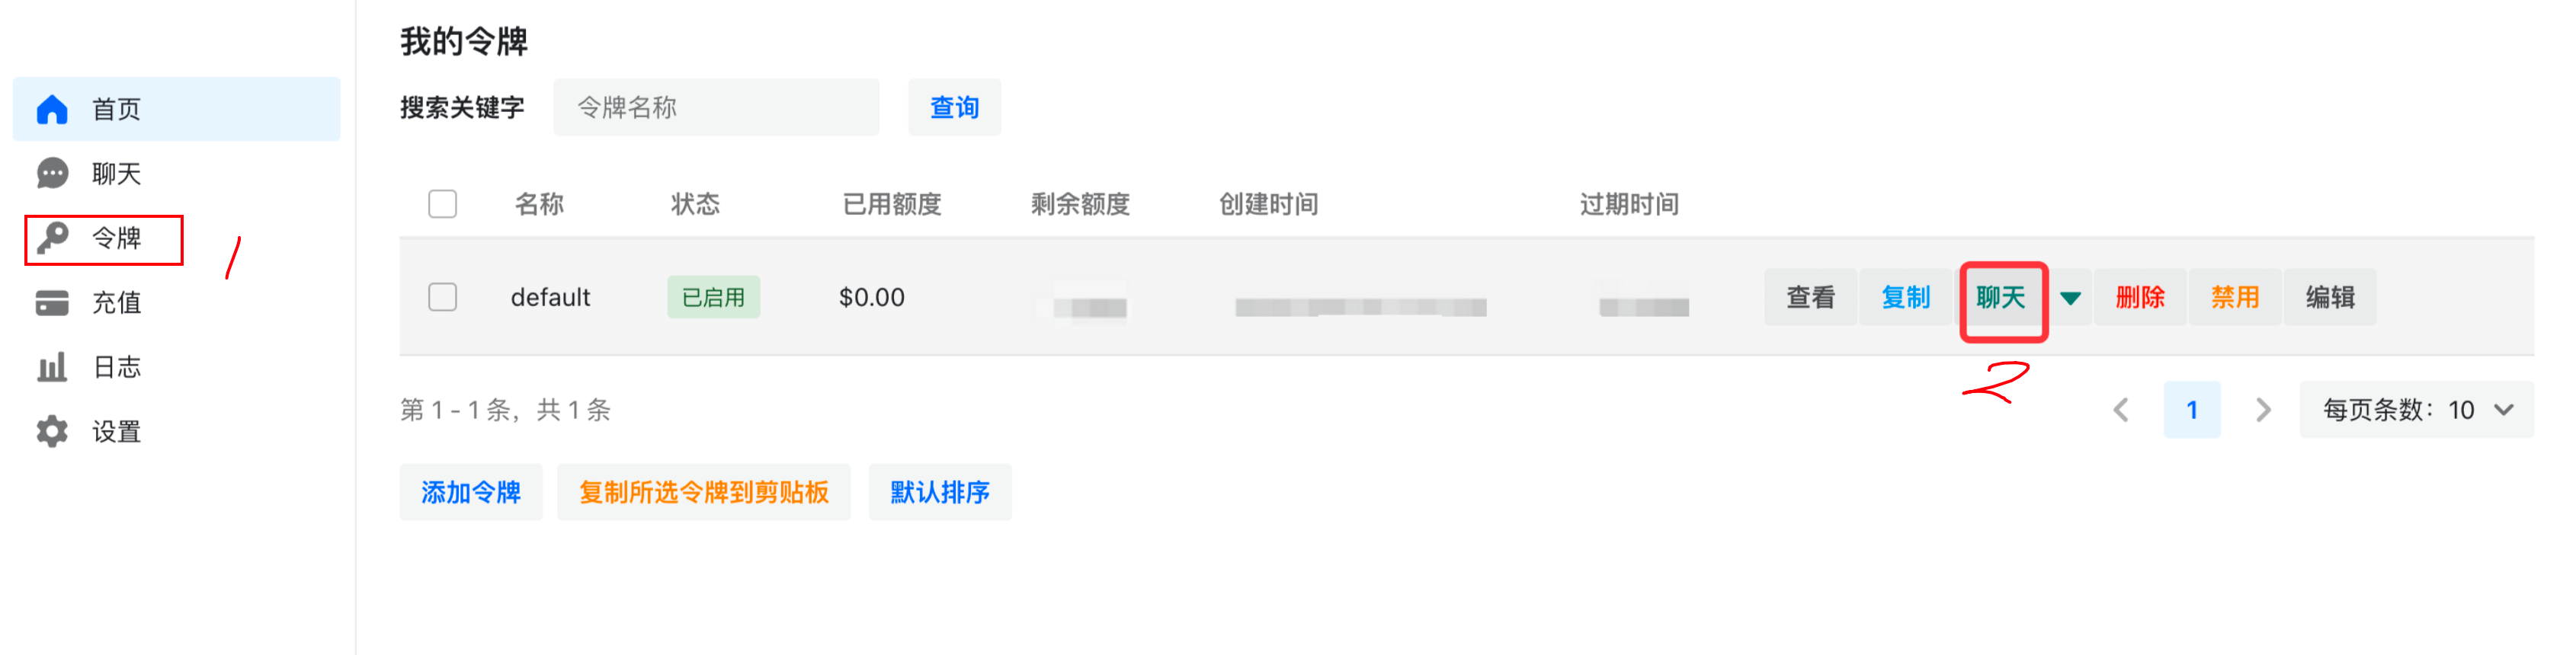 首页
聊天
令牌
1
充值
日志
设置
我的令牌
搜索关键字 令牌名称 查询
名称 状态 已用额度 剩余额度 创建时间 过期时间
default 已启用 $0.00 查看 复制 聊天 删除 禁用 编辑
2
第 1 - 1 条，共 1 条 1 每页条数：10
添加令牌 复制所选令牌到剪贴板 默认排序